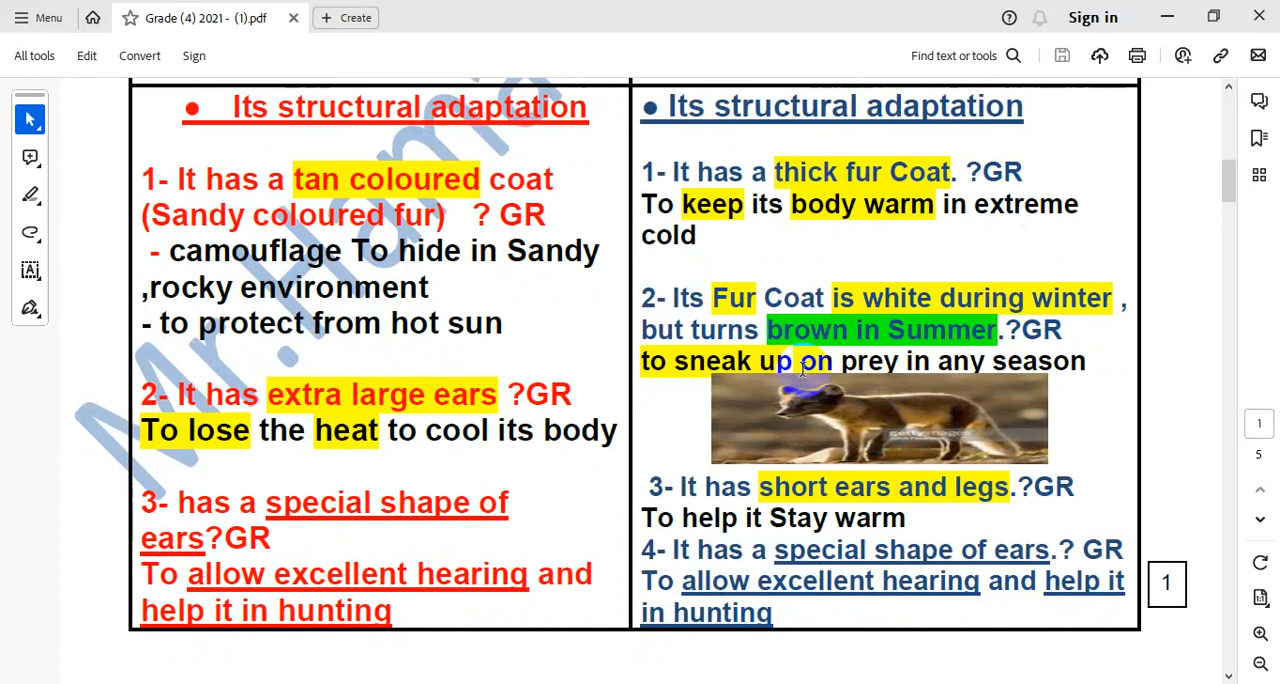 Menu
Grade (4) 2021 - (1).pdf
Create
Sign in
All tools
Edit
Convert
Sign
Find text or tools
● Its structural adaptation
1- It has a tan coloured coat
(Sandy coloured fur) ? GR
- camouflage To hide in Sandy
,rocky environment
- to protect from hot sun
2- It has extra large ears ?GR
To lose the heat to cool its body
3- has a special shape of
ears?GR
To allow excellent hearing and
help it in hunting
● Its structural adaptation
1- It has a thick fur Coat. ?GR
To keep its body warm in extreme
cold
2- Its Fur Coat is white during winter ,
but turns brown in Summer.?GR
to sneak up on prey in any season
gettyimages
3- It has short ears and legs.?GR
To help it Stay warm
4- It has a special shape of ears.? GR
To allow excellent hearing and help it
in hunting
1
1
5
Mr.Hama